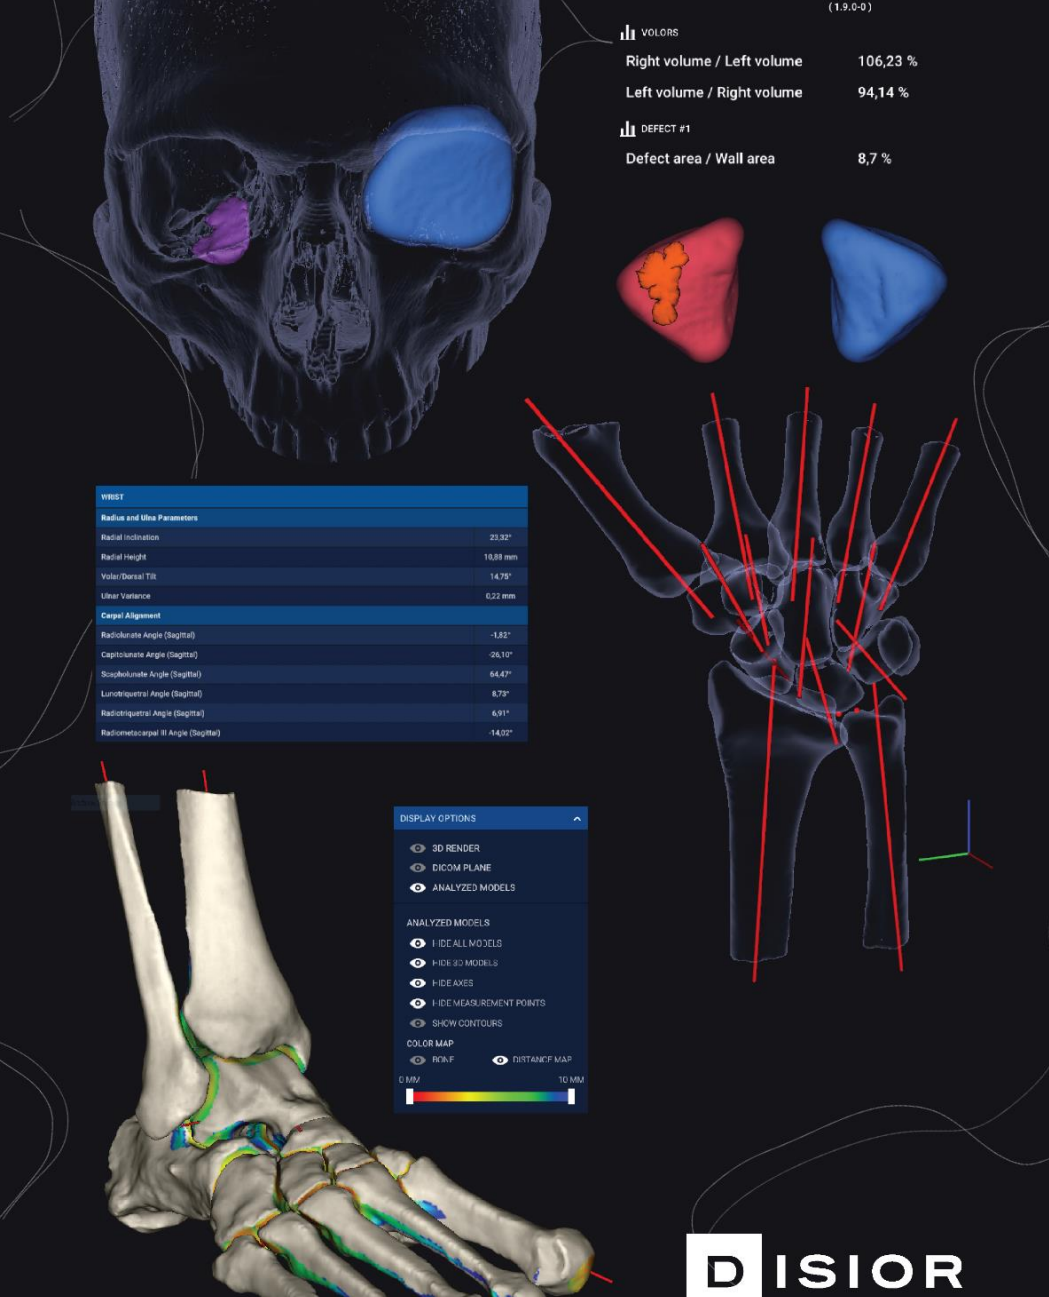 (1.9.0-0)
VOLORS
Right volume / Left volume 106,23 %
Left volume / Right volume 94,14 %
DEFECT #1
Defect area / Wall area 8,7 %
WRIST
Radius and Ulna Parameters
Radial Inclination 23,32°
Radial Height 10,88 mm
Volar/Dorsal Tilt 14,75°
Ulnar Variance 0,22 mm
Carpal Alignment
Radiolunate Angle (Sagittal) -1,82°
Capitolunate Angle (Sagittal) -26,10°
Scapholunate Angle (Sagittal) 64,47°
Lunotriquetral Angle (Sagittal) 8,73°
Radiotriquetral Angle (Sagittal) 6,91°
Radiometacarpal III Angle (Sagittal) -14,02°
DISPLAY OPTIONS
3D RENDER
DICOM PLANE
ANALYZED MODELS
ANALYZED MODELS
HIDE ALL MODELS
HIDE 3D MODELS
HIDE AXES
HIDE MEASUREMENT POINTS
SHOW CONTOURS
COLOR MAP
BONE DISTANCE MAP
0 MM 10 MM
DISIOR